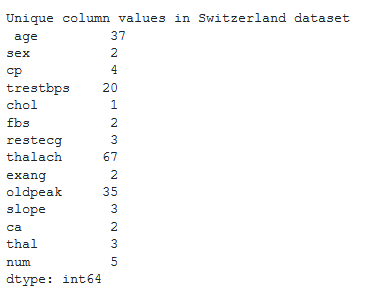 Unique column values in Switzerland dataset
age 37
sex 2
cp 4
trestbps 20
chol 1
fbs 2
restecg 3
thalach 67
exang 2
oldpeak 35
slope 3
ca 2
thal 3
num 5
dtype: int64